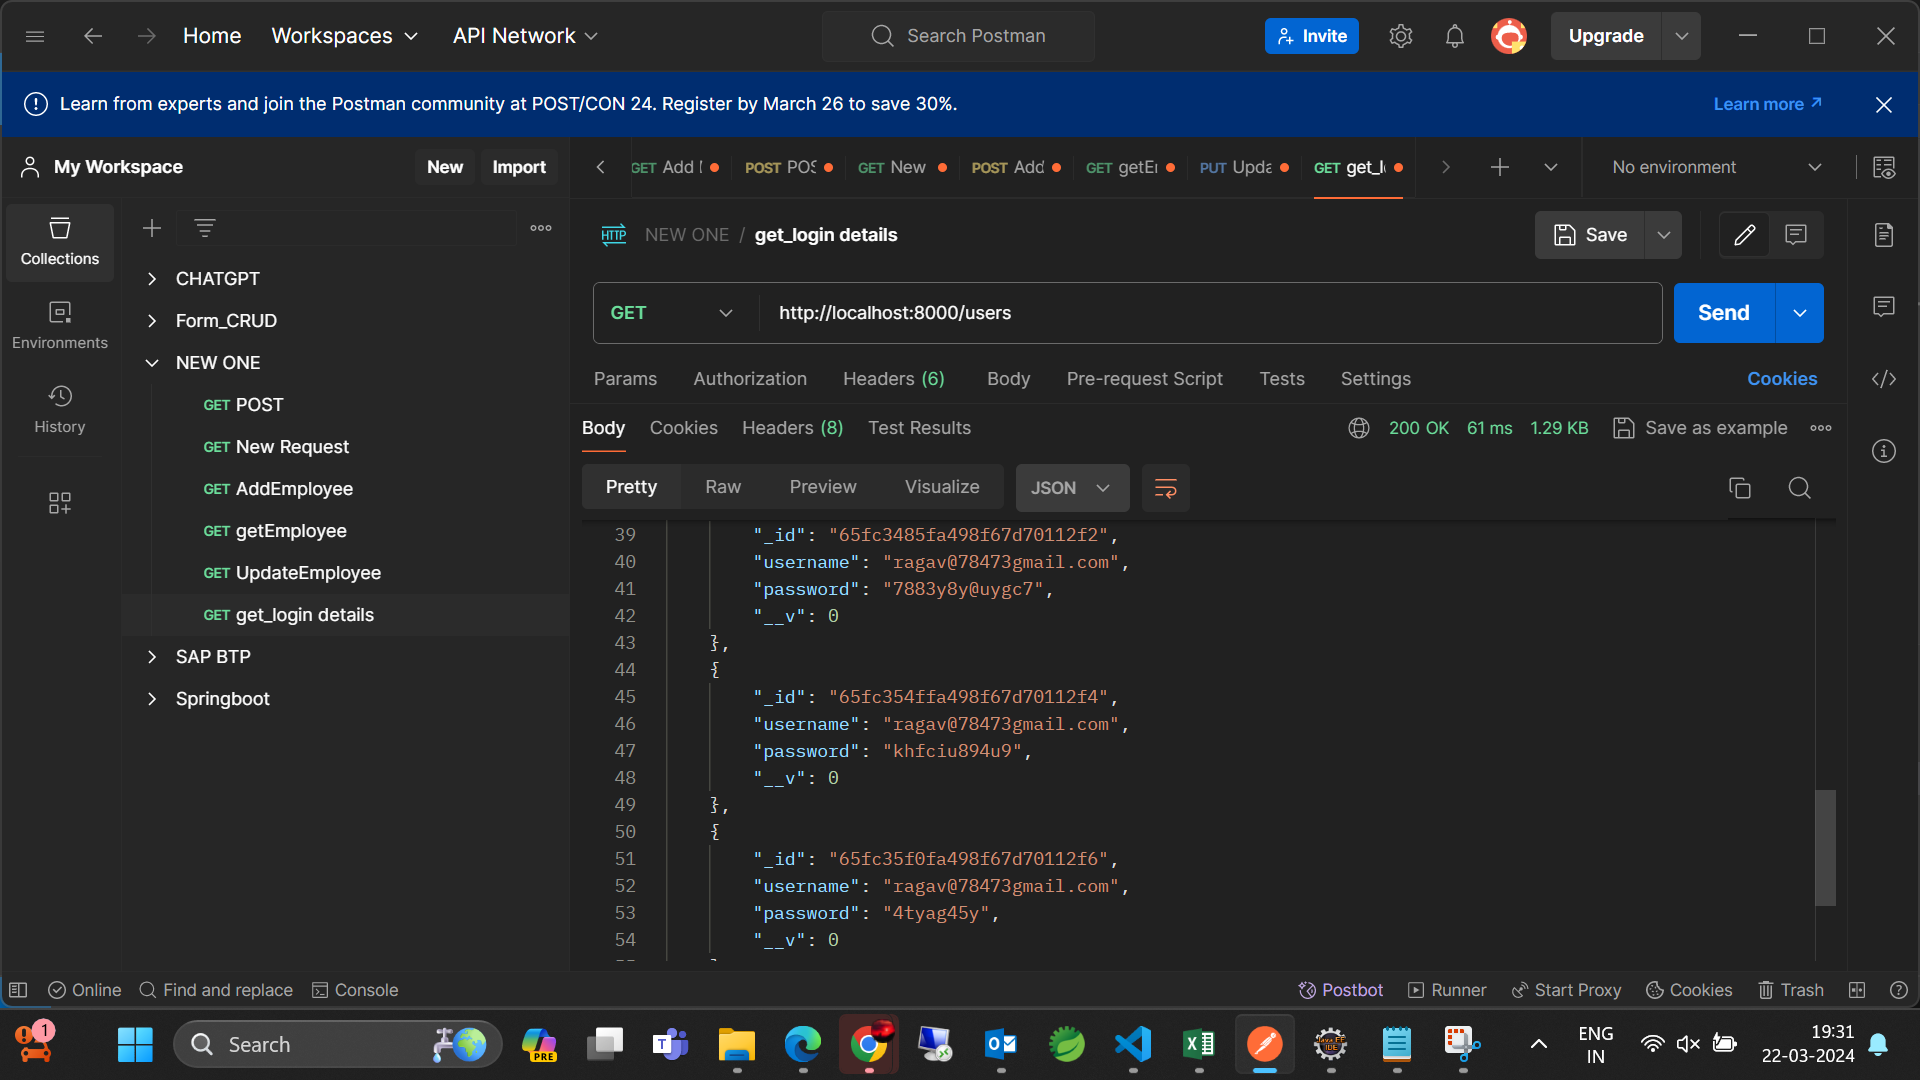 Home Workspaces API Network Search Postman Invite Upgrade
Learn from experts and join the Postman community at POST/CON 24. Register by March 26 to save 30%. Learn more
My Workspace New Import GET Add POST POS GET New POST Add GET getE PUT Upda GET get_l No environment
Collections
Environments
History
CHATGPT
Form_CRUD
NEW ONE
GET POST
GET New Request
GET AddEmployee
GET getEmployee
GET UpdateEmployee
GET get_login details
SAP BTP
Springboot
HTTP NEW ONE / get_login details Save
GET http://localhost:8000/users Send
Params Authorization Headers (6) Body Pre-request Script Tests Settings Cookies
Body Cookies Headers (8) Test Results 200 OK 61 ms 1.29 KB Save as example
Pretty Raw Preview Visualize JSON
39 "_id": "65fc3485fa498f67d70112f2",
40 "username": "ragav@78473gmail.com",
41 "password": "7883y8y@uygc7",
42 "__v": 0
43 },
44 {
45 "_id": "65fc354ffa498f67d70112f4",
46 "username": "ragav@78473gmail.com",
47 "password": "khfciu894u9",
48 "__v": 0
49 },
50 {
51 "_id": "65fc35f0fa498f67d70112f6",
52 "username": "ragav@78473gmail.com",
53 "password": "4tyag45y",
54 "__v": 0
Online Find and replace Console Postbot Runner Start Proxy Cookies Trash
1 Search PRE ENG
IN
19:31
22-03-2024